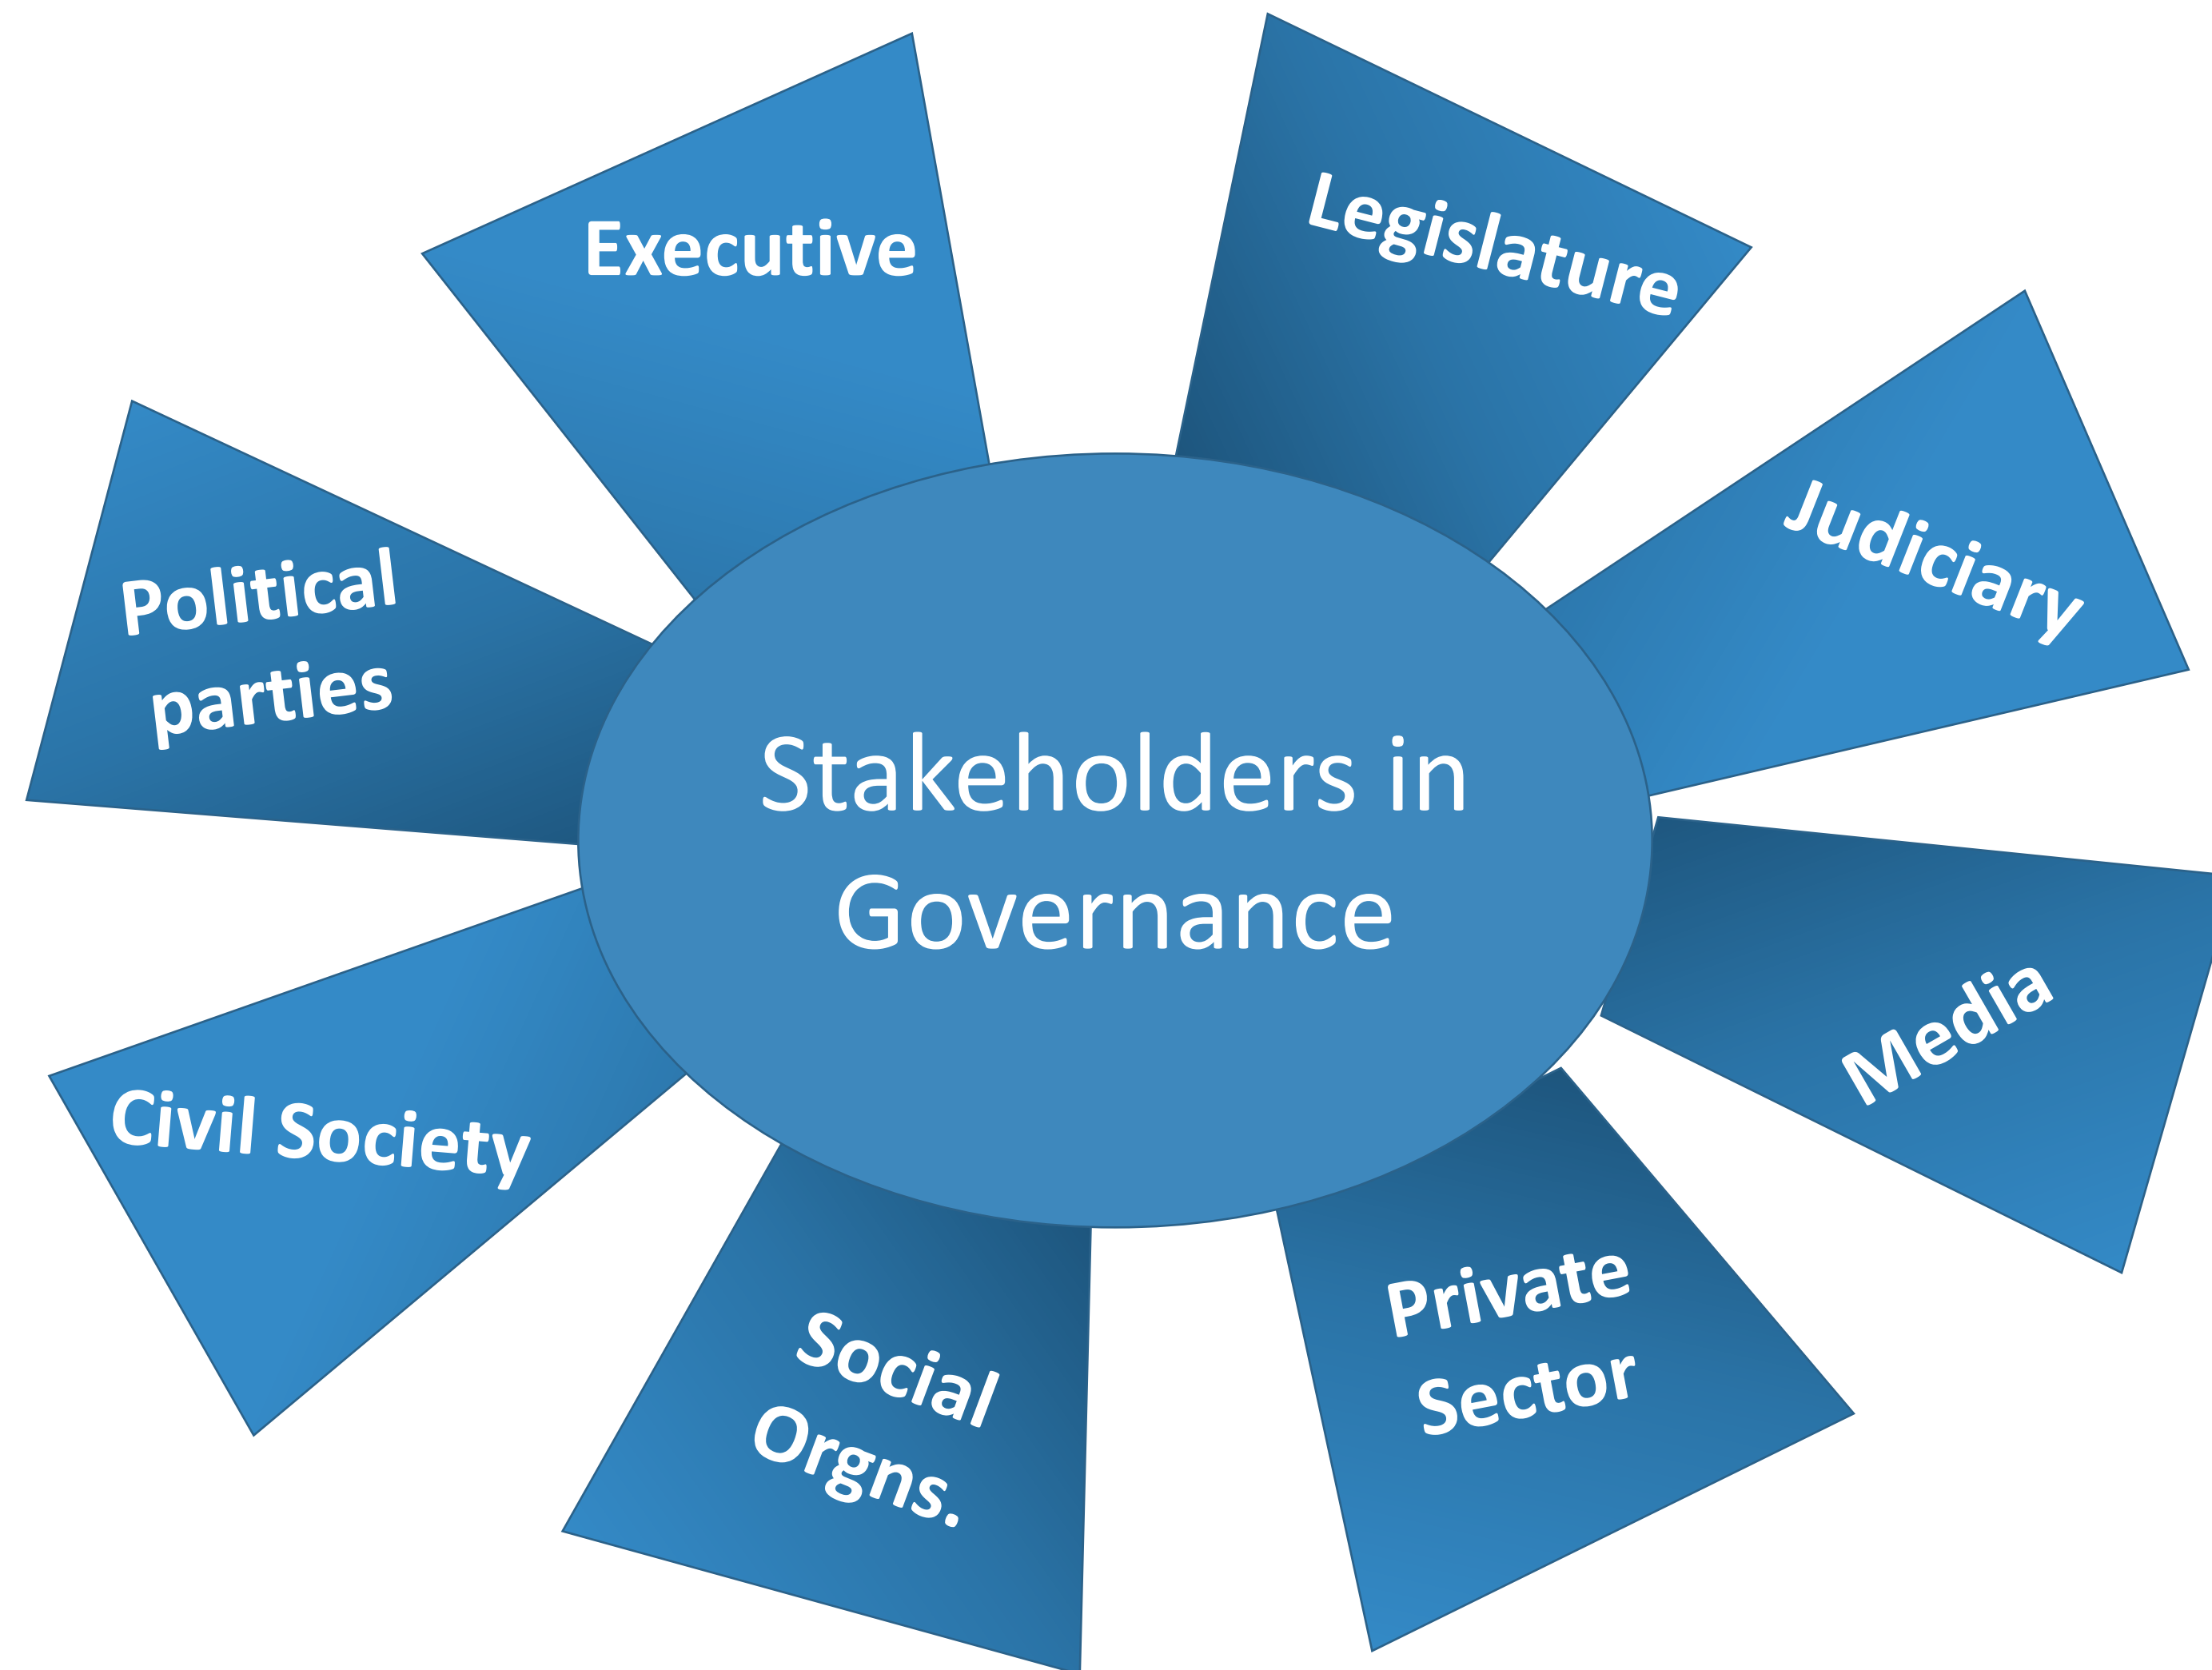 Executive
Legislature
Judiciary
Political
parties
Stakeholders in
Governance
Media
Civil Society
Private
Sector
Social
Orgns.